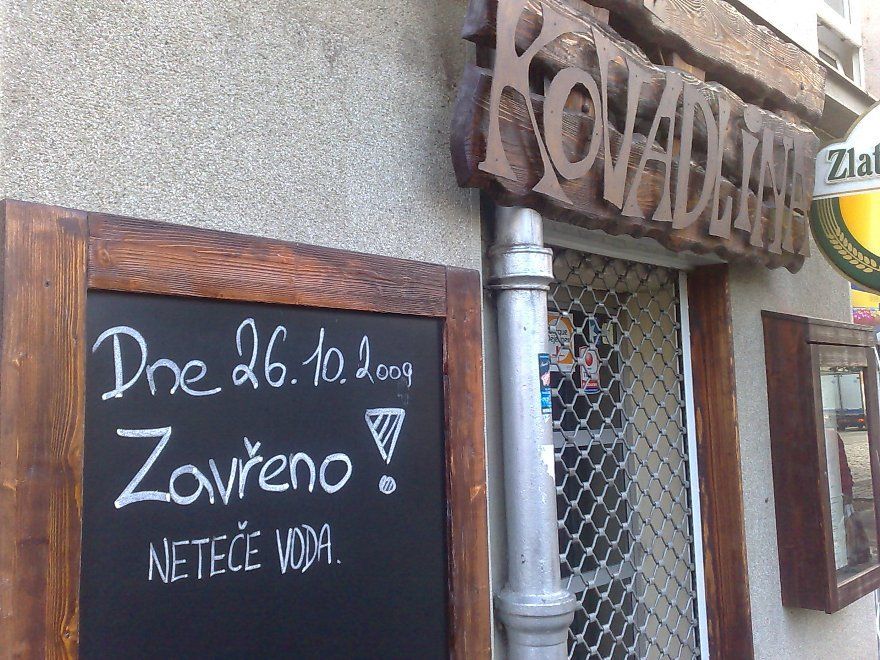 KOVADLiNA
Zlat
Dne 26.10.2009
Zavřeno!
NETEČE VODA.